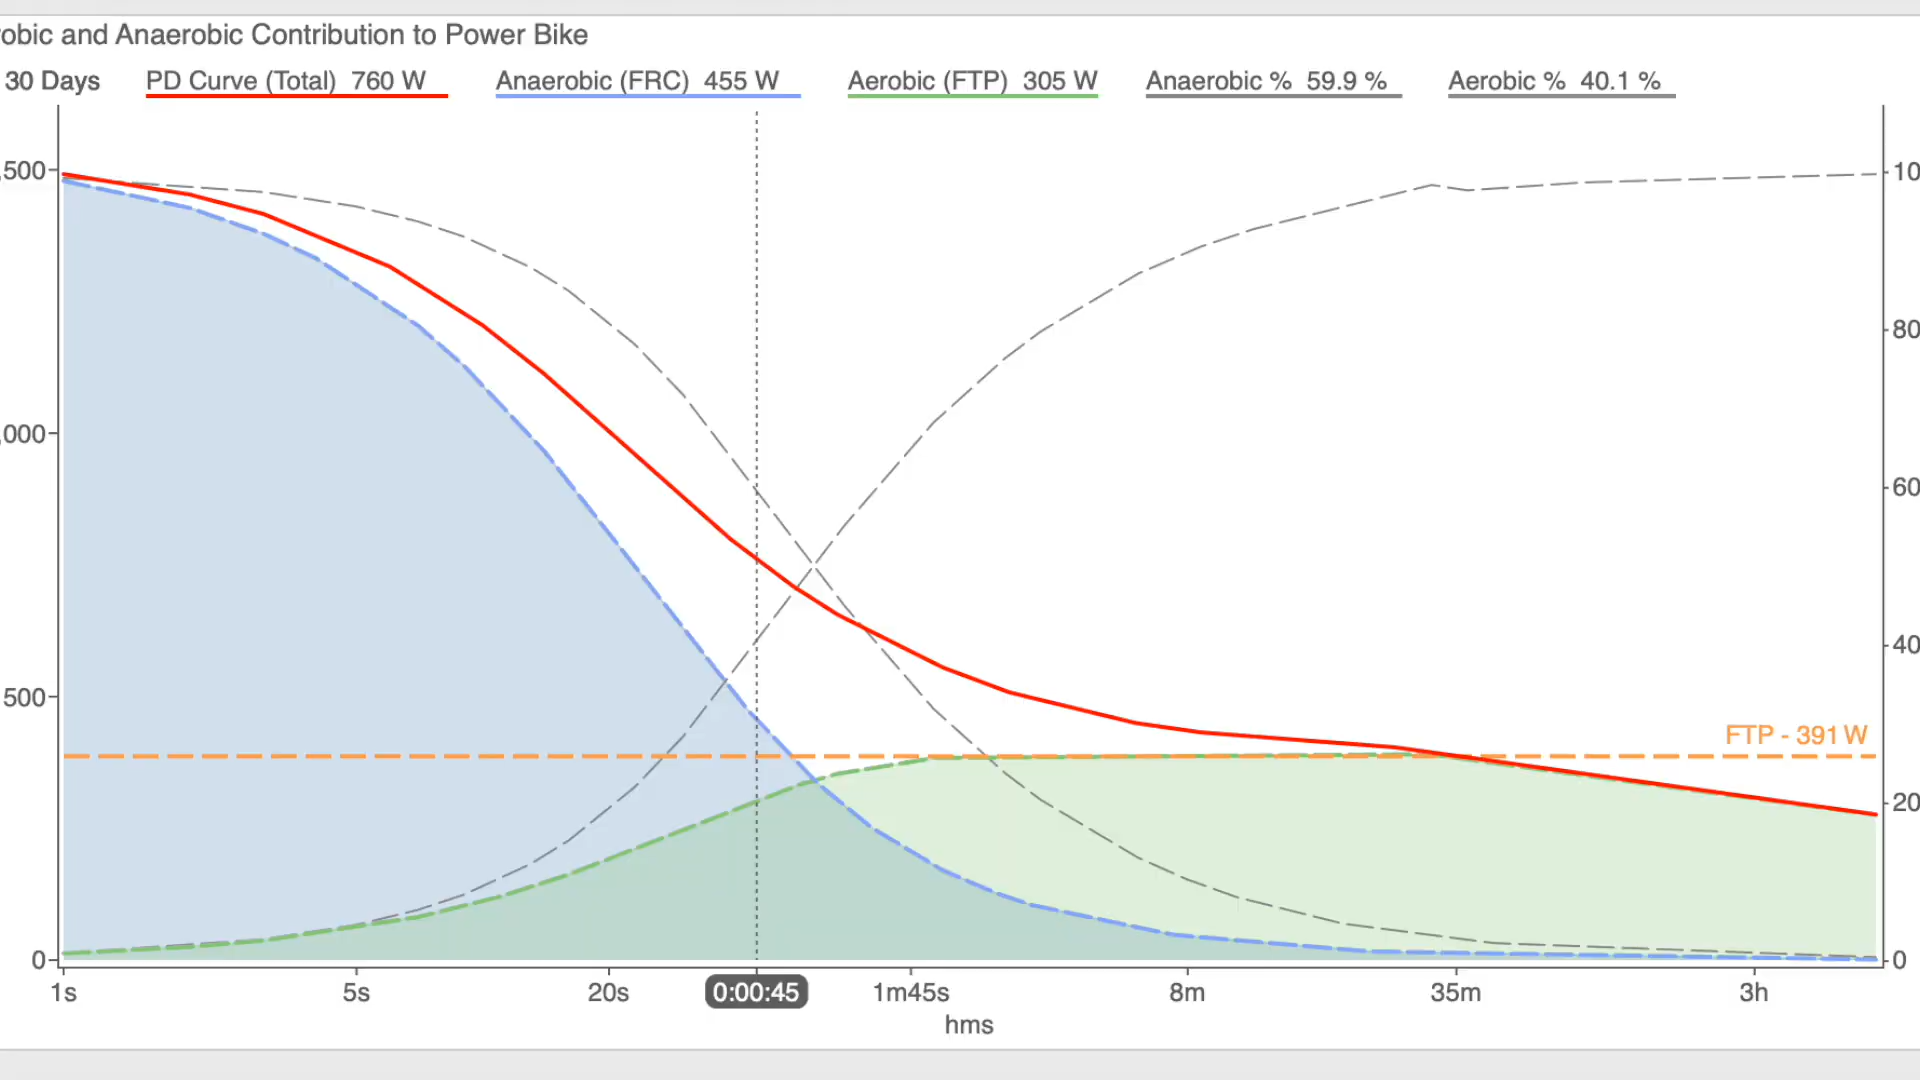 obic and Anaerobic Contribution to Power Bike
30 Days PD Curve (Total) 760 W Anaerobic (FRC) 455 W Aerobic (FTP) 305 W Anaerobic % 59.9 % Aerobic % 40.1 %
,500 10
80
,000
60
40
500
FTP - 391 W
20
0 0
1s 5s 20s 0:00:45 1m45s 8m 35m 3h
hms